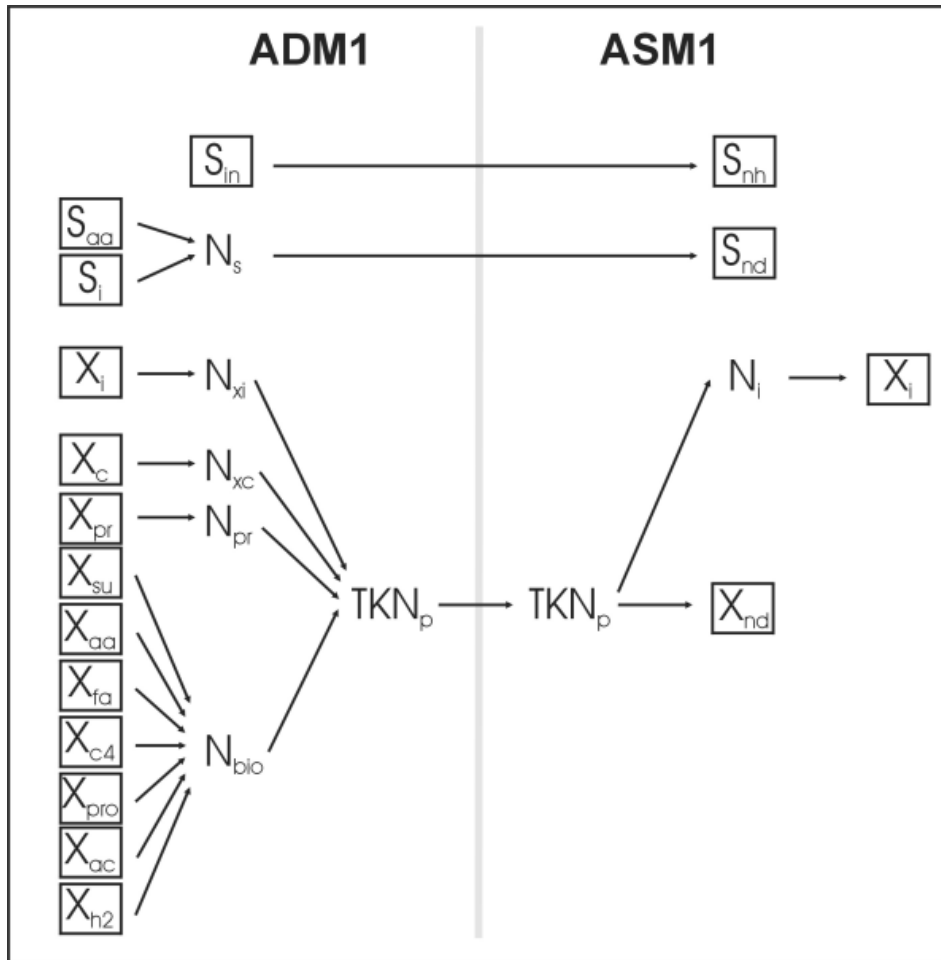 ADM1 ASM1
S_in S_nh
S_aa
N_s S_nd
S_i
X_i N_xi N_i X_i
X_c N_xc
X_pr N_pr
X_su
TKN_p TKN_p X_nd
X_aa
X_fa
X_c4 N_bio
X_pro
X_ac
X_h2